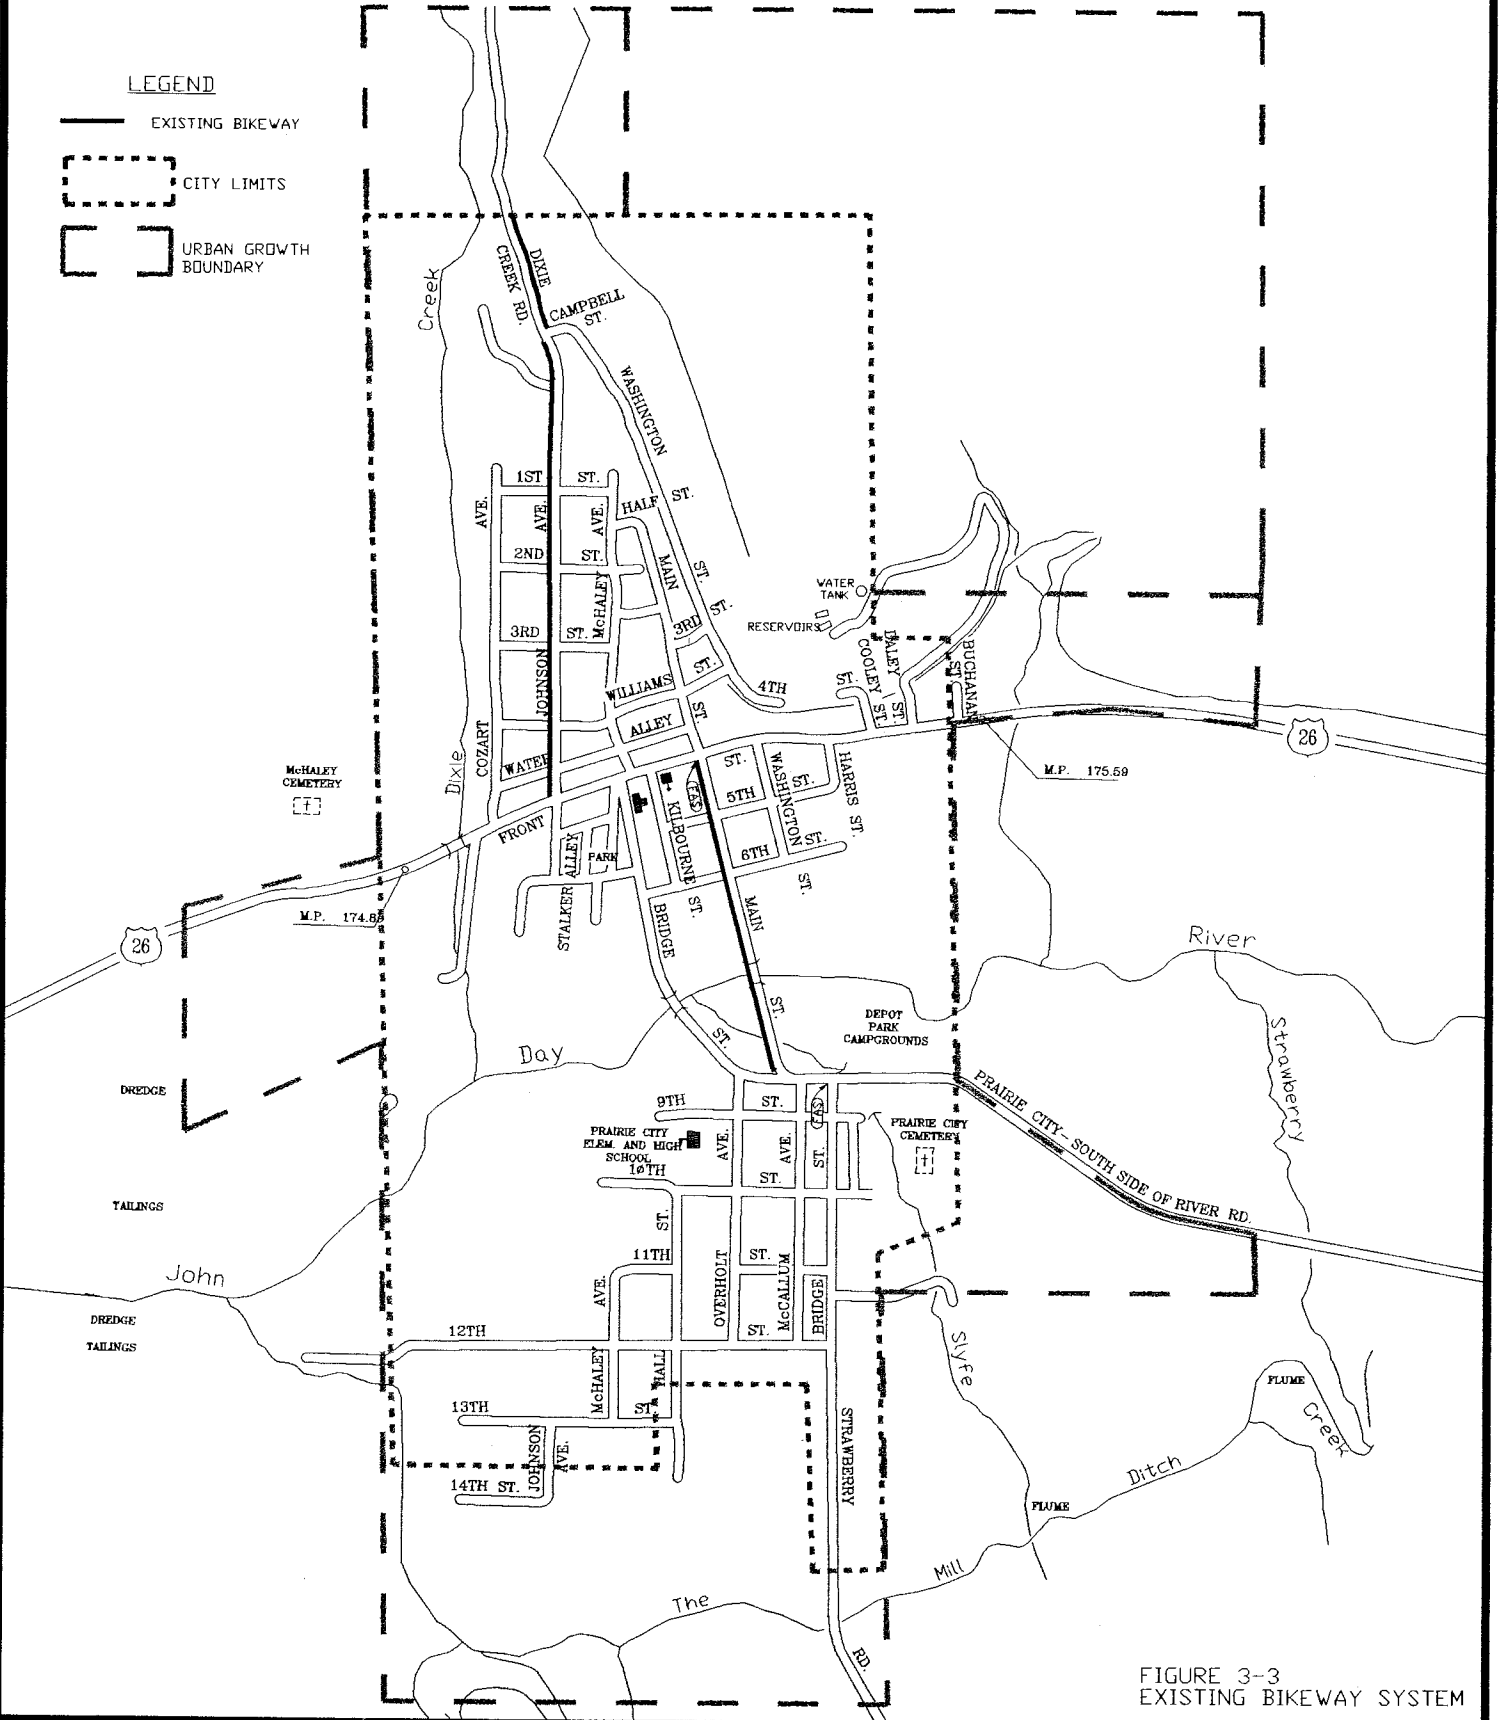 LEGEND
EXISTING BIKEWAY
CITY LIMITS
URBAN GROWTH
BOUNDARY
Creek
DIXIE
CREEK RD.
CAMPBELL
ST.
WASHINGTON
ST.
1ST ST.
AVE.
AVE.
AVE.
HALF ST.
2ND ST.
MAIN
ST.
McHALEY
3RD ST.
3RD ST.
JOHNSON
WILLIAMS ST.
4TH
WATER
TANK
RESERVOIRS
ST.
COOLEY ST.
DALEY ST.
BUCHANAN
ST.
26
M.P. 175.59
COZART
WATER ALLEY
Dixie
McHALEY
CEMETERY
FRONT
ST.
FAS
KILBOURNE ST.
5TH ST.
WASHINGTON ST.
HARRIS ST.
6TH ST.
STALKER ALLEY
PARK
M.P. 174.8
26
BRIDGE
ST.
MAIN
ST.
River
Strawberry
DEPOT
PARK
CAMPGROUNDS
Day
DREDGE
9TH ST.
FAS
PRAIRIE CITY
ELEM. AND HIGH
SCHOOL
AVE.
AVE.
ST.
PRAIRIE CITY
CEMETERY
PRAIRIE CITY - SOUTH SIDE OF RIVER RD.
10TH ST.
TAILINGS
ST.
11TH ST.
AVE.
OVERHOLT
McCALLUM
BRIDGE
John
DREDGE
TAILINGS
12TH ST.
McHALEY
HALL
Slyfe
FLUME
Creek
13TH ST.
JOHNSON
AVE.
STRAWBERRY
14TH ST.
Ditch
FLUME
Mill
The
RD.
FIGURE 3-3
EXISTING BIKEWAY SYSTEM